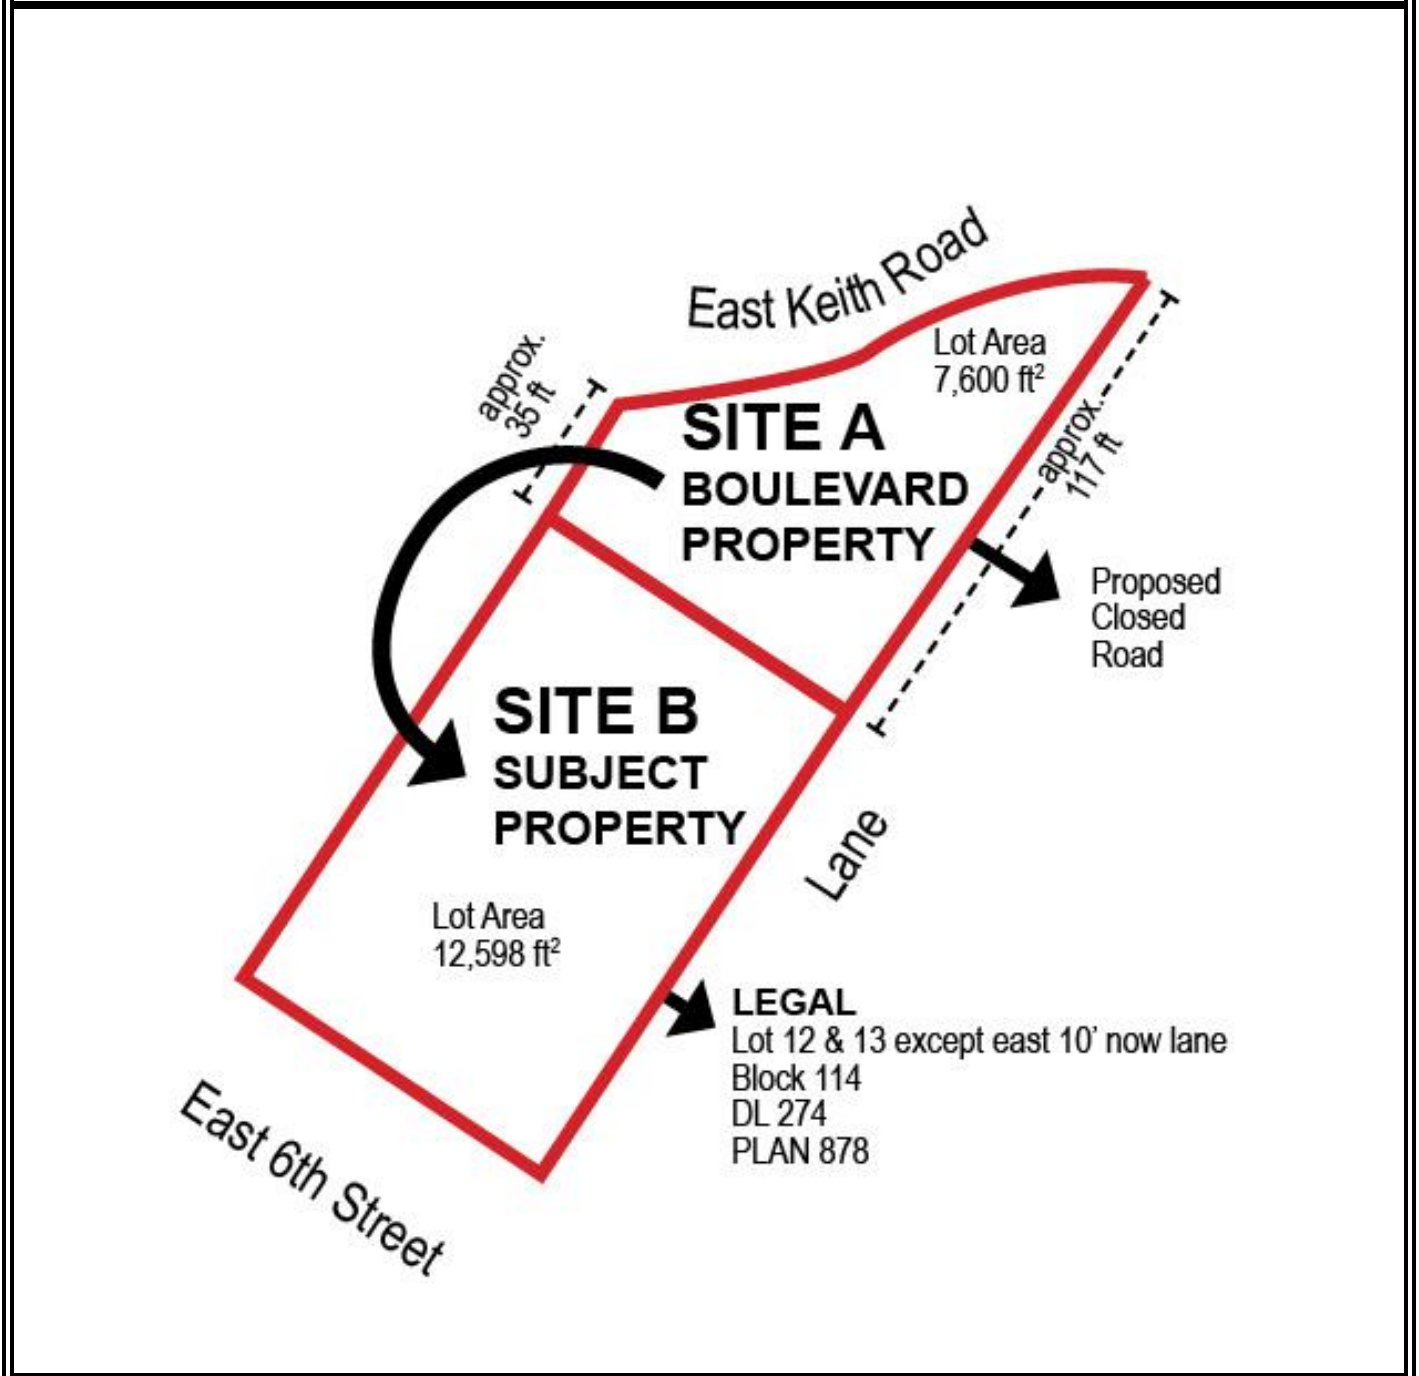 East Keith Road
Lot Area
7,600 ft²
approx.
35 ft
SITE A
BOULEVARD
PROPERTY
approx.
117 ft
Proposed
Closed
Road
SITE B
SUBJECT
PROPERTY
Lane
Lot Area
12,598 ft²
LEGAL
Lot 12 & 13 except east 10’ now lane
Block 114
DL 274
PLAN 878
East 6th Street